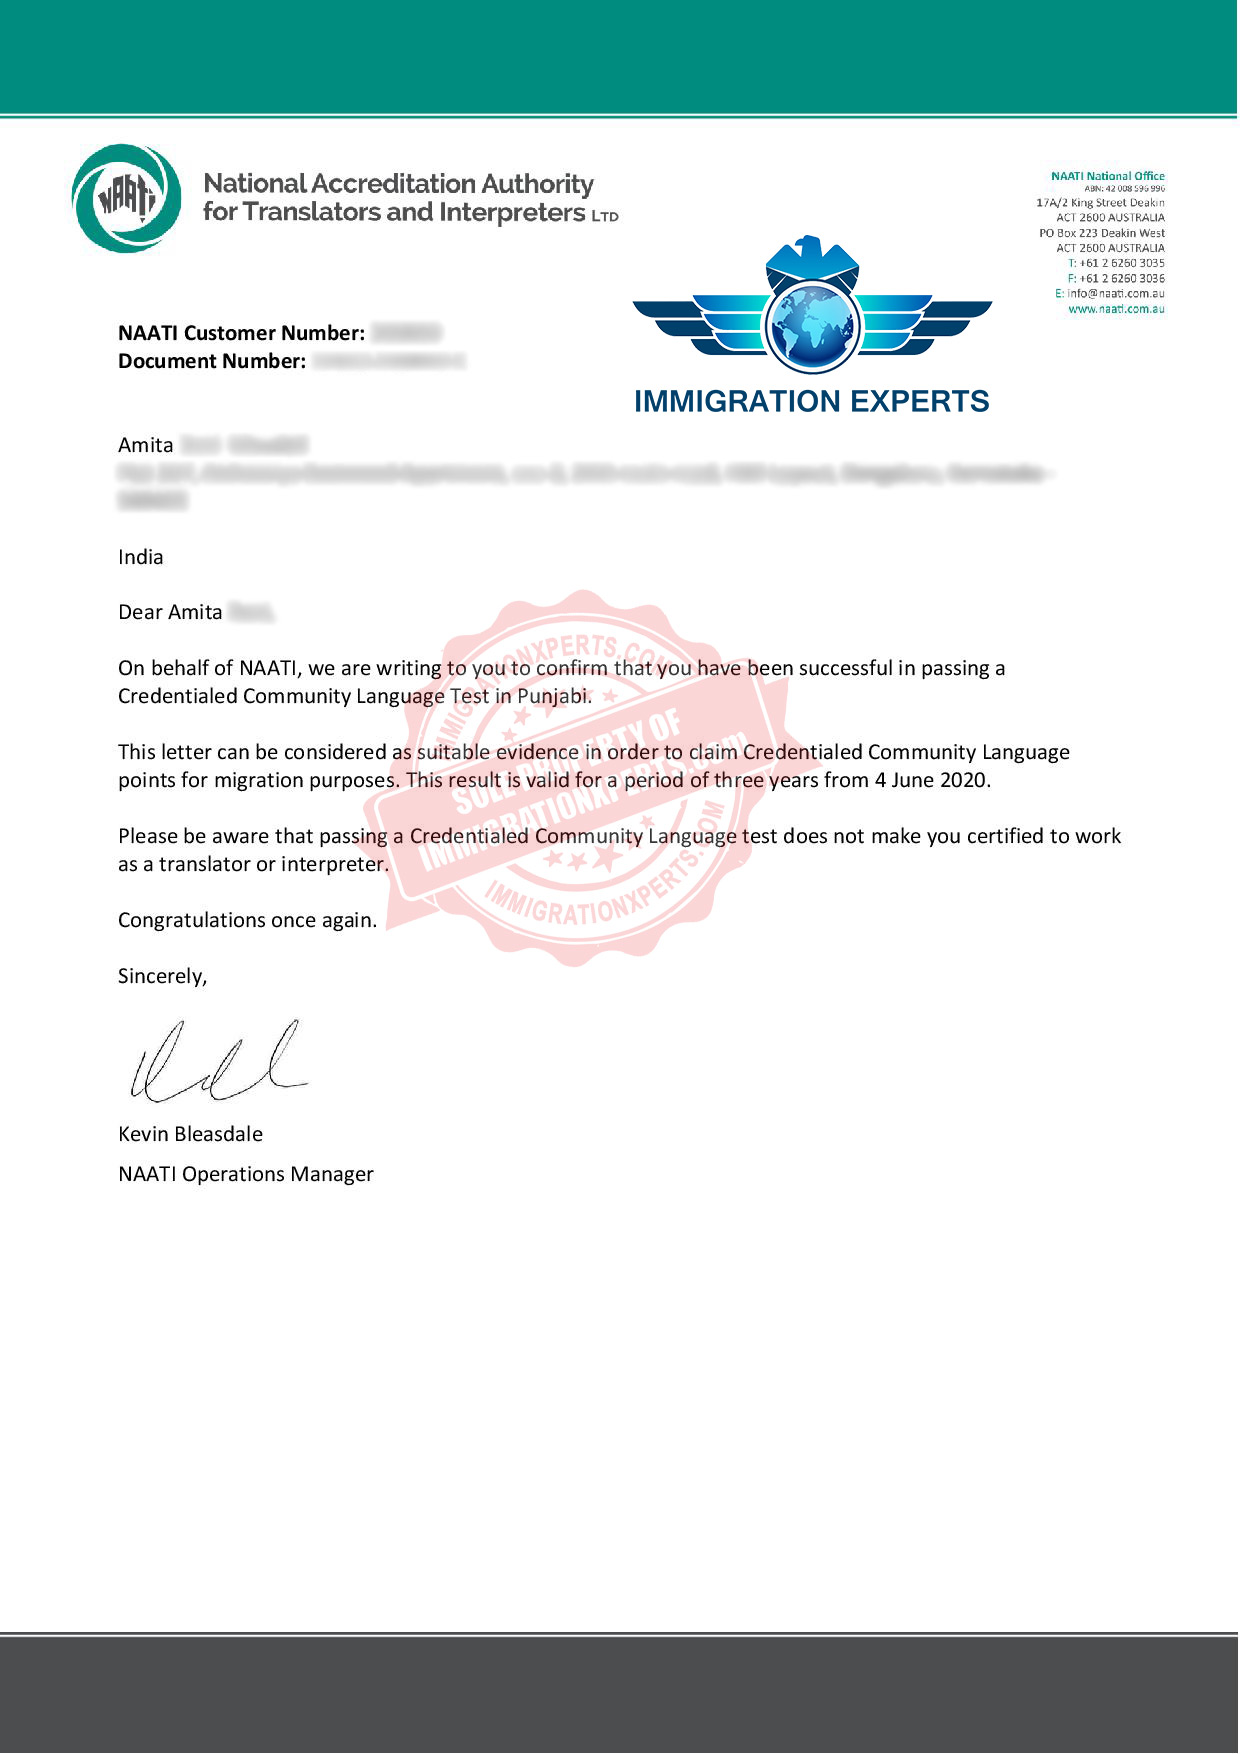 NAATI
National Accreditation Authority
for Translators and Interpreters LTD
NAATI National Office
ABN: 42 008 596 996
17A/2 King Street Deakin
ACT 2600 AUSTRALIA
PO Box 223 Deakin West
ACT 2600 AUSTRALIA
T: +61 2 6260 3035
F: +61 2 6260 3036
E: info@naati.com.au
www.naati.com.au
IMMIGRATION EXPERTS
NAATI Customer Number:
Document Number:
Amita
India
Dear Amita
On behalf of NAATI, we are writing to you to confirm that you have been successful in passing a
Credentialed Community Language Test in Punjabi.
This letter can be considered as suitable evidence in order to claim Credentialed Community Language
points for migration purposes. This result is valid for a period of three years from 4 June 2020.
Please be aware that passing a Credentialed Community Language test does not make you certified to work
as a translator or interpreter.
Congratulations once again.
Sincerely,
Kevin Bleasdale
NAATI Operations Manager
IMMIGRATIONXPERTS.COM
SOLE PROPERTY OF
IMMIGRATIONXPERTS.com
IMMIGRATIONXPERTS.COM